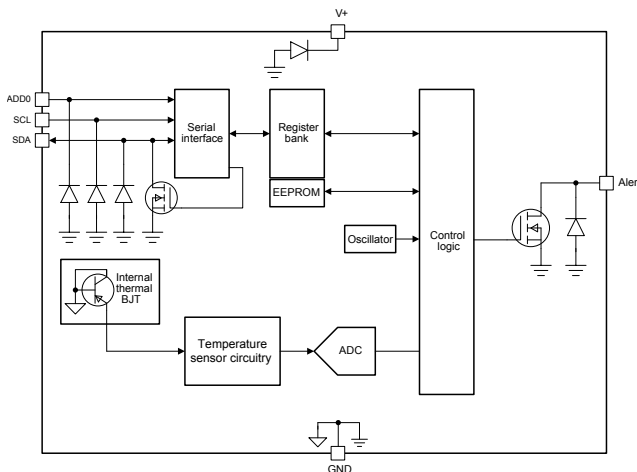 V+
ADD0
SCL
SDA
Serial
interface
Register
bank
EEPROM
Oscillator
Control
logic
Aler
Internal
thermal
BJT
Temperature
sensor circuitry
ADC
GND